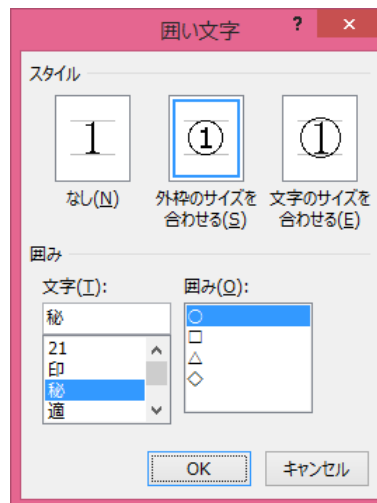 囲い文字 ? ×
スタイル
1 ① ①
なし(N) 外枠のサイズを合わせる(S) 文字のサイズを合わせる(E)
囲み
文字(T): 囲み(O):
秘
○
21
□
印
△
秘
◇
適
OK キャンセル